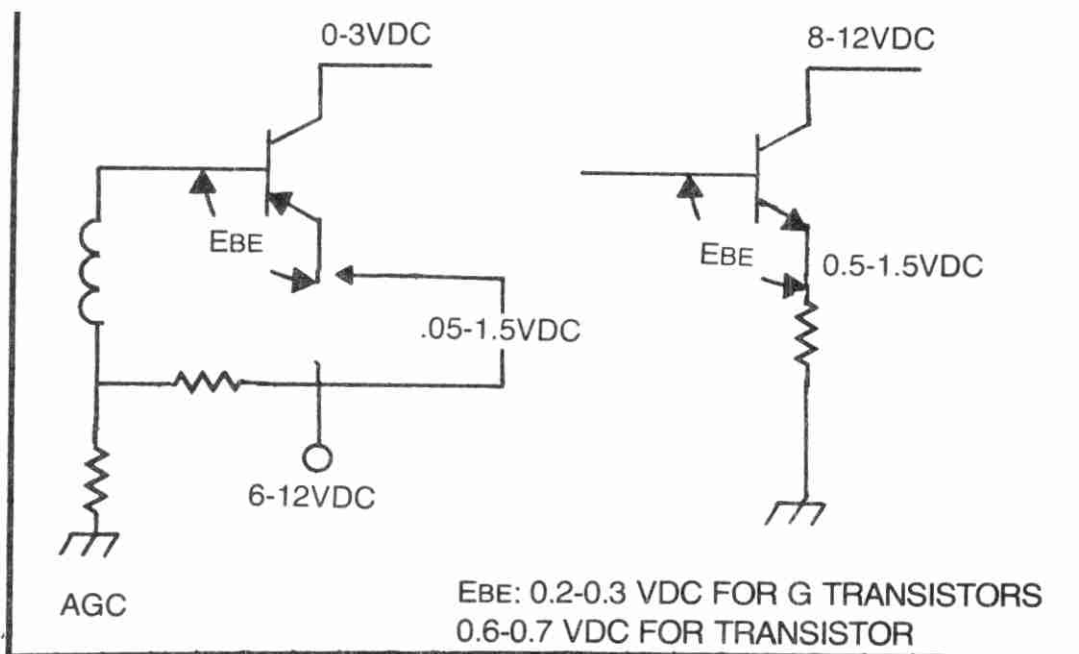 0-3VDC
8-12VDC
EBE
EBE
0.5-1.5VDC
.05-1.5VDC
6-12VDC
AGC
EBE: 0.2-0.3 VDC FOR G TRANSISTORS
0.6-0.7 VDC FOR TRANSISTOR